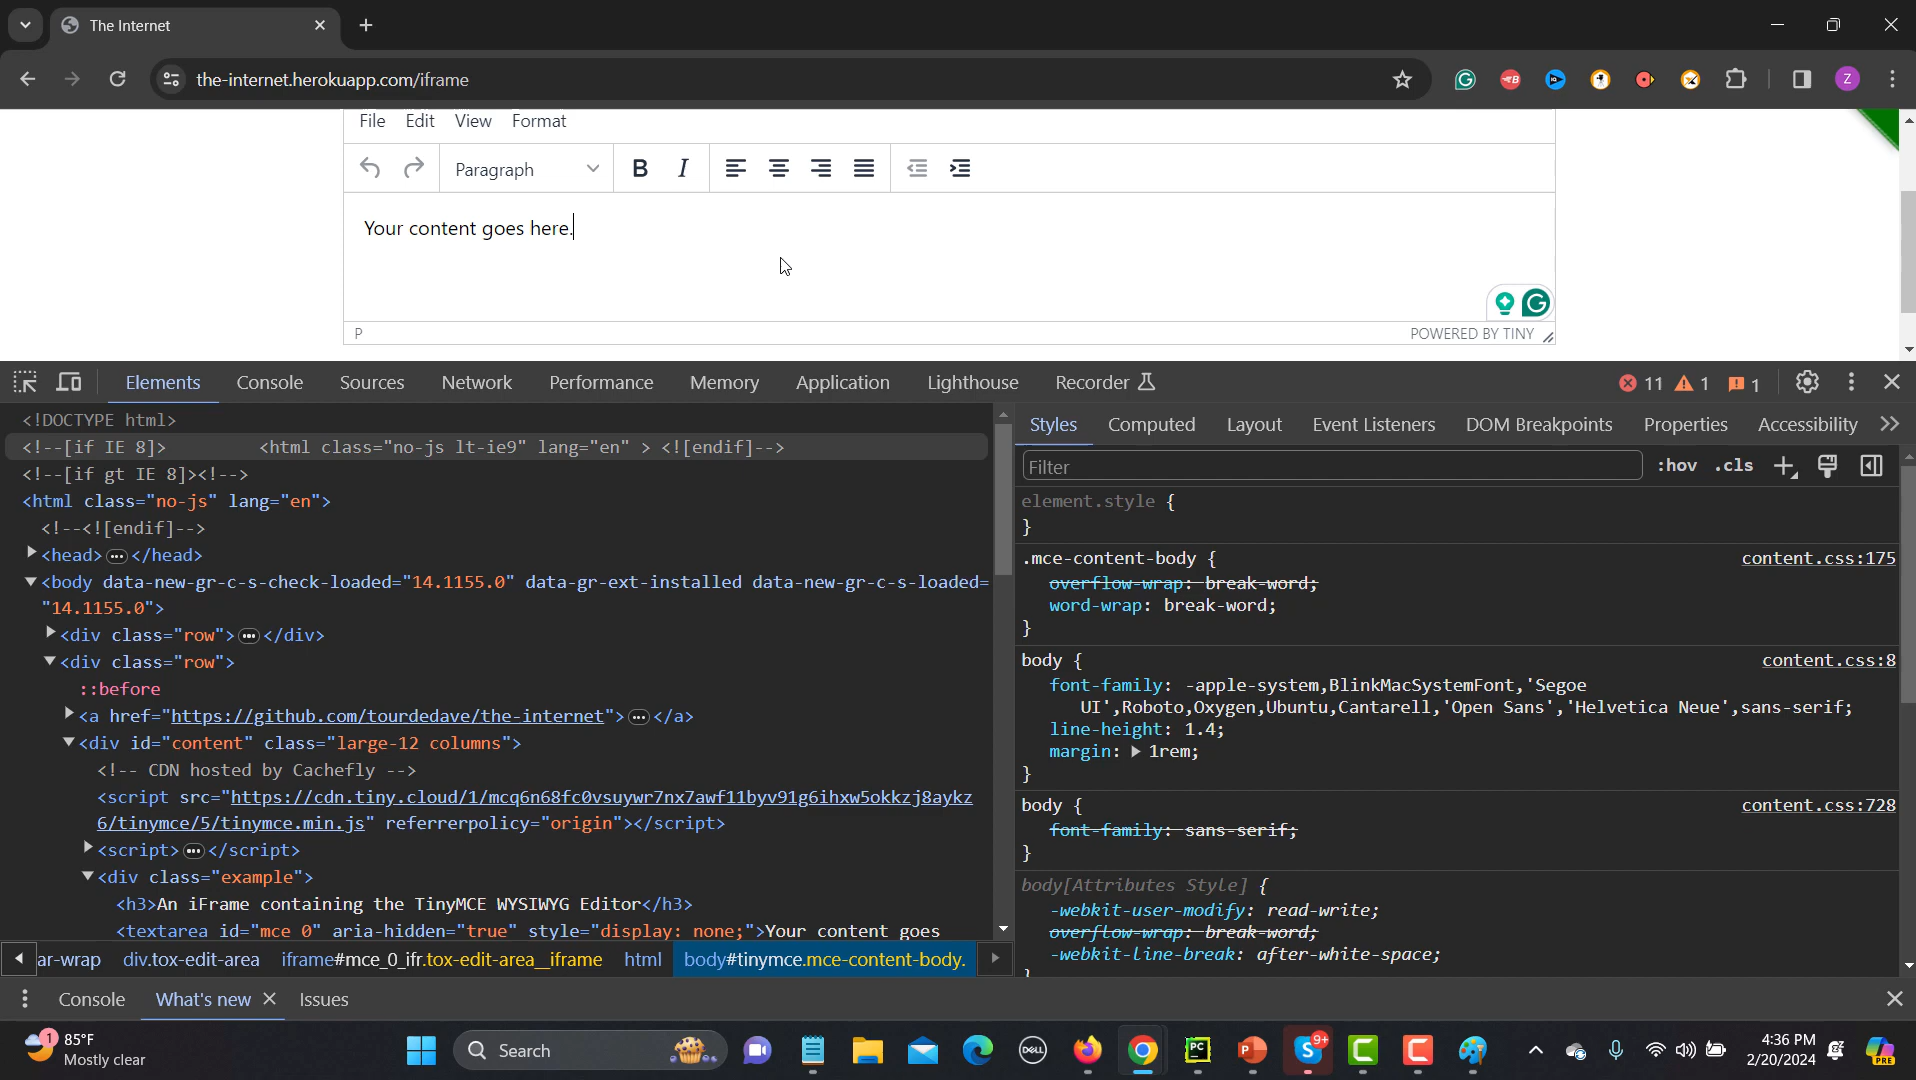 The Internet
the-internet.herokuapp.com/iframe
Z
File Edit View Format
Paragraph B I
Your content goes here.
P
POWERED BY TINY
Elements Console Sources Network Performance Memory Application Lighthouse Recorder 11 1 1
<!DOCTYPE html>
<!--[if IE 8]> <html class="no-js lt-ie9" lang="en" > <![endif]-->
<!--[if gt IE 8]><!-->
<html class="no-js" lang="en">
<!--<![endif]-->
<head>…</head>
<body data-new-gr-c-s-check-loaded="14.1155.0" data-gr-ext-installed data-new-gr-c-s-loaded=
"14.1155.0">
<div class="row">…</div>
<div class="row">
::before
<a href="https://github.com/tourdedave/the-internet">…</a>
<div id="content" class="large-12 columns">
<!-- CDN hosted by Cachefly -->
<script src="https://cdn.tiny.cloud/1/mcq6n68fc0vsuywr7nx7awf11byv91g6ihxw5okkzj8aykz
6/tinymce/5/tinymce.min.js" referrerpolicy="origin"></script>
<script>…</script>
<div class="example">
<h3>An iFrame containing the TinyMCE WYSIWYG Editor</h3>
<textarea id="mce_0" aria-hidden="true" style="display: none;">Your content goes
ar-wrap div.tox-edit-area iframe#mce_0_ifr.tox-edit-area__iframe html body#tinymce.mce-content-body.
Styles Computed Layout Event Listeners DOM Breakpoints Properties Accessibility
Filter :hov .cls
element.style {
}
.mce-content-body { content.css:175
overflow-wrap: break-word;
word-wrap: break-word;
}
body { content.css:8
font-family: -apple-system,BlinkMacSystemFont,'Segoe
UI',Roboto,Oxygen,Ubuntu,Cantarell,'Open Sans','Helvetica Neue',sans-serif;
line-height: 1.4;
margin: 1rem;
}
body { content.css:728
font-family: sans-serif;
}
body[Attributes Style] {
-webkit-user-modify: read-write;
overflow-wrap: break-word;
-webkit-line-break: after-white-space;
}
Console What's new Issues
1 85°F
Mostly clear
Search
DELL
PC
P
S 9+
C
C
4:36 PM
2/20/2024
PRE